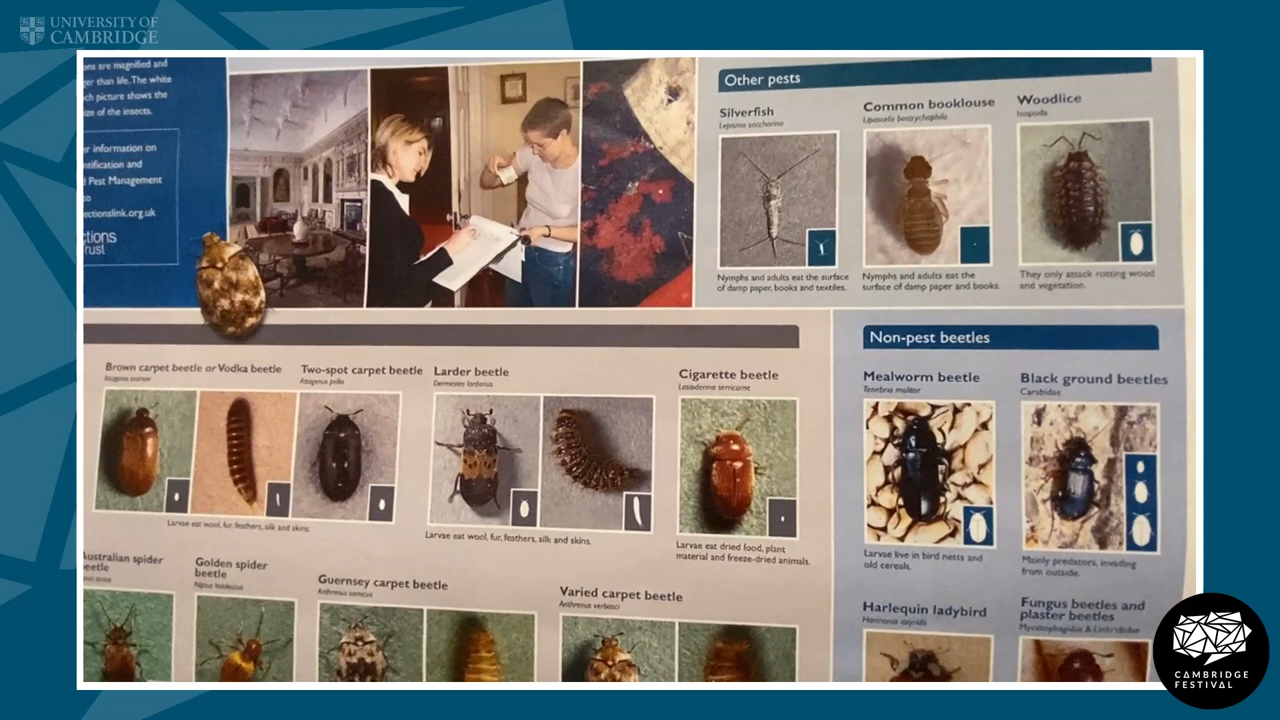 UNIVERSITY OF
CAMBRIDGE
ons are magnified and
ger than life. The white
ch picture shows the
ize of the insects.
er information on
ntification and
d Pest Management
to
ectionslink.org.uk
ctions
rust
Other pests
Silverfish
Lepisma saccharina
Nymphs and adults eat the surface
of damp paper, books and textiles.
Common booklouse
Liposcelis bostrychophila
Nymphs and adults eat the
surface of damp paper and books.
Woodlice
Isopoda
They only attack rotting wood
and vegetation.
Brown carpet beetle or Vodka beetle
Two-spot carpet beetle
Attagenus pellio
Larvae eat wool, fur, feathers, silk and skins.
Larder beetle
Dermestes lardarius
Larvae eat wool, fur, feathers, silk and skins.
Cigarette beetle
Lasioderma serricorne
Larvae eat dried food, plant
material and freeze-dried animals.
Australian spider
beetle
Golden spider
beetle
Niptus hololeucus
Guernsey carpet beetle
Anthrenus sarnicus
Varied carpet beetle
Anthrenus verbasci
Non-pest beetles
Mealworm beetle
Tenebrio molitor
Larvae live in bird nests and
old cereals.
Black ground beetles
Carabidae
Mainly predators, invading
from outside.
Harlequin ladybird
Harmonia axyridis
Fungus beetles and
plaster beetles
CAMBRIDGE
FESTIVAL